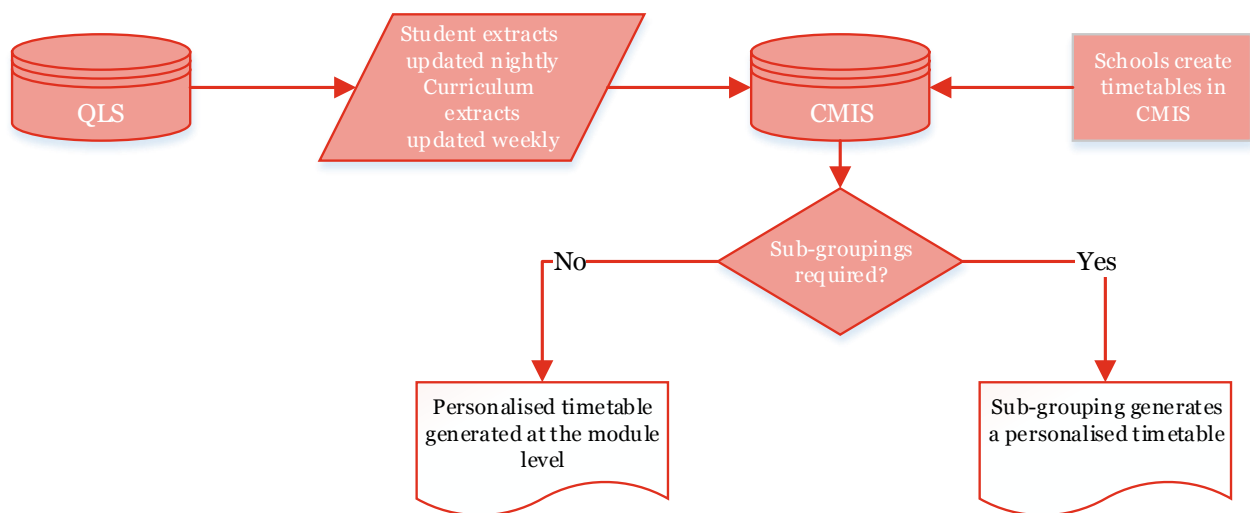 QLS
Student extracts
updated nightly
Curriculum
extracts
updated weekly
CMIS
Schools create
timetables in
CMIS
Sub-groupings
required?
No
Yes
Personalised timetable
generated at the module
level
Sub-grouping generates
a personalised timetable